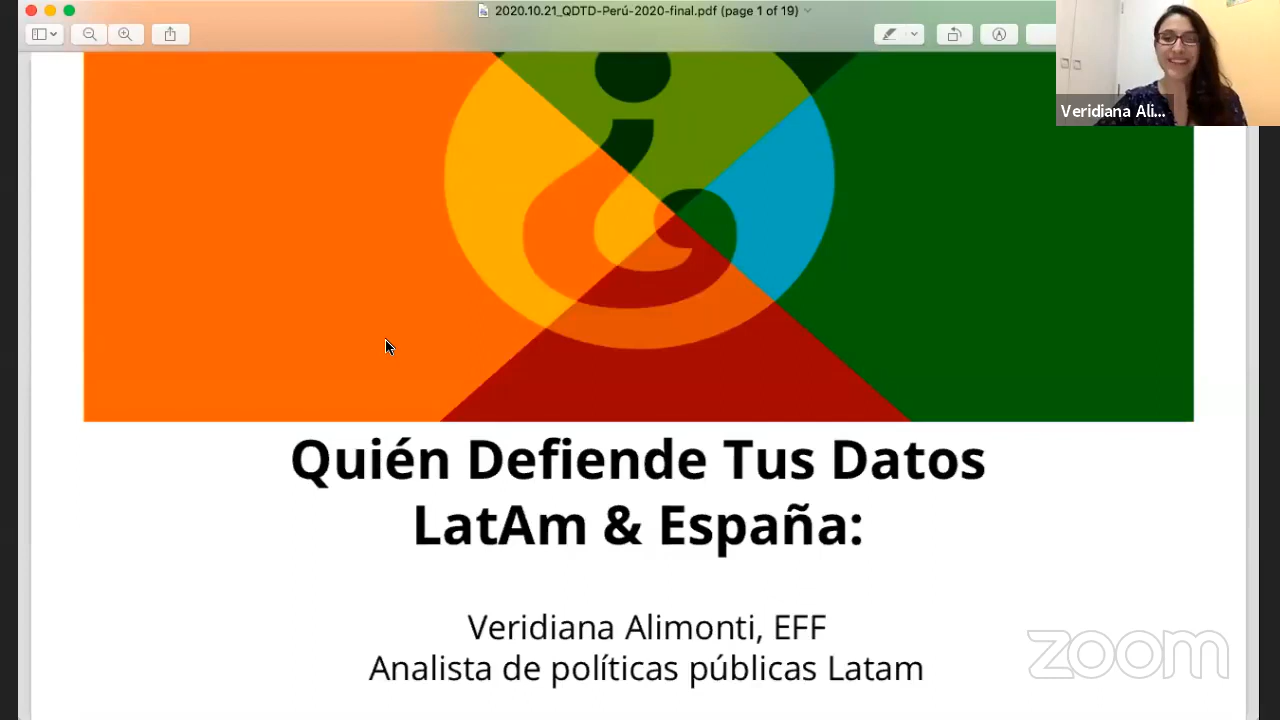 2020.10.21_QDTD-Perú-2020-final.pdf (page 1 of 19)
Veridiana Ali...
¿
Quién Defiende Tus Datos
LatAm & España:
Veridiana Alimonti, EFF
Analista de políticas públicas Latam
zoom